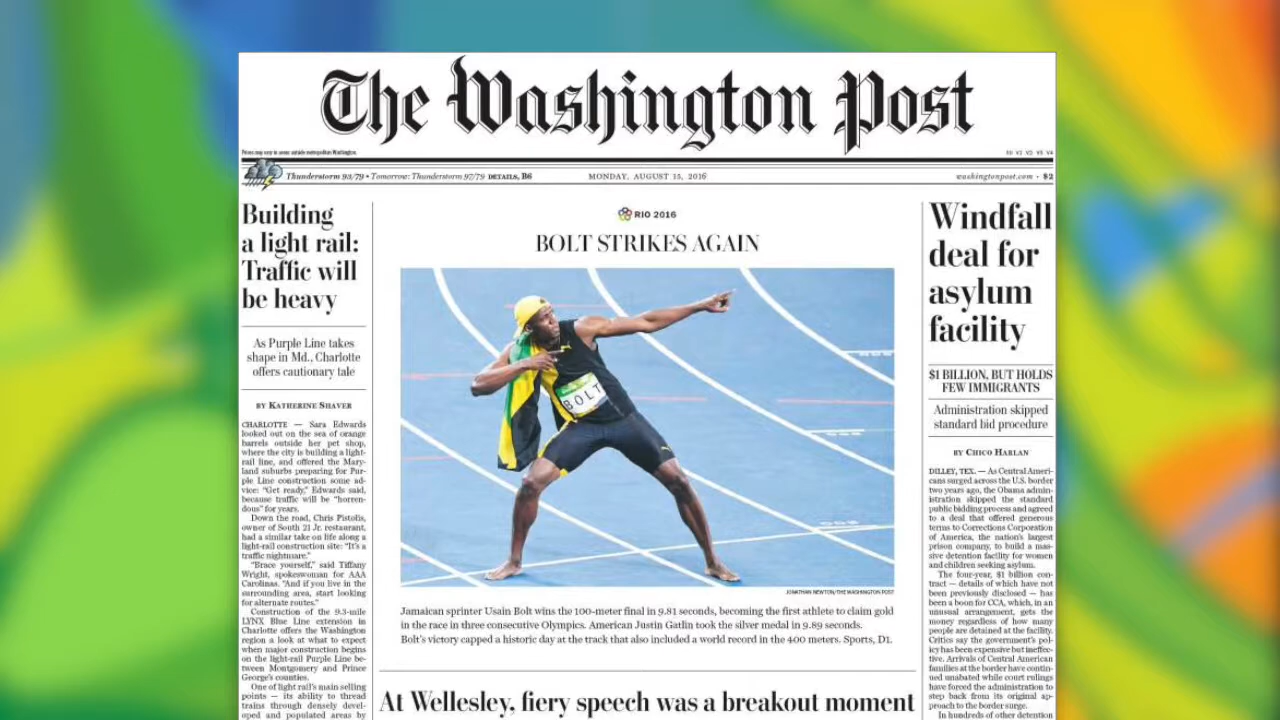 The Washington Post
Prices may vary in areas outside metropolitan Washington.
SU V1 V2 V3 V4
Thunderstorm 93/79 • Tomorrow: Thunderstorm 97/79 DETAILS, B6
MONDAY, AUGUST 15, 2016
washingtonpost.com · $2
Building
a light rail:
Traffic will
be heavy
As Purple Line takes
shape in Md., Charlotte
offers cautionary tale
BY KATHERINE SHAVER
CHARLOTTE — Sara Edwards
looked out on the sea of orange
barrels outside her pet shop,
where the city is building a light-
rail line, and offered the Mary-
land suburbs preparing for Pur-
ple Line construction some ad-
vice: "Get ready," Edwards said,
because traffic will be "horren-
dous" for years.
Down the road, Chris Pistolis,
owner of South 21 Jr. restaurant,
had a similar take on life along a
light-rail construction site: "It's a
traffic nightmare."
"Brace yourself," said Tiffany
Wright, spokeswoman for AAA
Carolinas. "And if you live in the
surrounding area, start looking
for alternate routes."
Construction of the 9.3-mile
LYNX Blue Line extension in
Charlotte offers the Washington
region a look at what to expect
when major construction begins
on the light-rail Purple Line be-
tween Montgomery and Prince
George's counties.
One of light rail's main selling
points — its ability to thread
trains through densely devel-
oped and populated areas by
RIO 2016
BOLT STRIKES AGAIN
BOLT
JONATHAN NEWTON/THE WASHINGTON POST
Jamaican sprinter Usain Bolt wins the 100-meter final in 9.81 seconds, becoming the first athlete to claim gold
in the race in three consecutive Olympics. American Justin Gatlin took the silver medal in 9.89 seconds.
Bolt's victory capped a historic day at the track that also included a world record in the 400 meters. Sports, D1.
At Wellesley, fiery speech was a breakout moment
Windfall
deal for
asylum
facility
$1 BILLION, BUT HOLDS
FEW IMMIGRANTS
Administration skipped
standard bid procedure
BY CHICO HARLAN
DILLEY, TEX. — As Central Ameri-
cans surged across the U.S. border
two years ago, the Obama admin-
istration skipped the standard
public bidding process and agreed
to a deal that offered generous
terms to Corrections Corporation
of America, the nation's largest
prison company, to build a mas-
sive detention facility for women
and children seeking asylum.
The four-year, $1 billion con-
tract — details of which have not
been previously disclosed — has
been a boon for CCA, which, in an
unusual arrangement, gets the
money regardless of how many
people are detained at the facility.
Critics say the government's pol-
icy has been expensive but ineffec-
tive. Arrivals of Central American
families at the border have contin-
ued unabated while court rulings
have forced the administration to
step back from its original ap-
proach to the border surge.
In hundreds of other detention